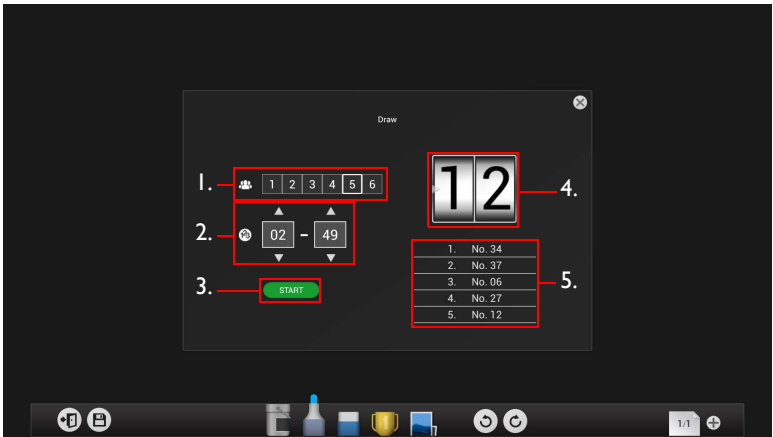 Draw
1. 1 2 3 4 5 6
2. 02 - 49
3. START
12
4.
1. No. 34
2. No. 37
3. No. 06
4. No. 27
5. No. 12
5.
1
1/1